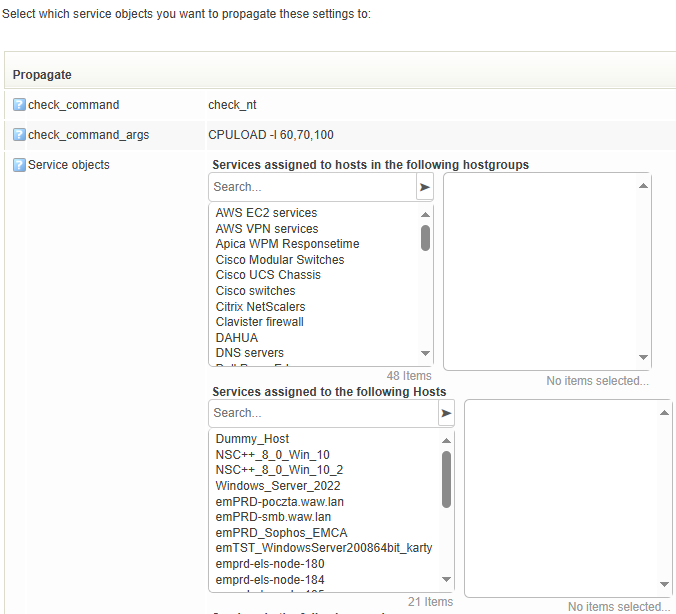 Select which service objects you want to propagate these settings to:
Propagate
check_command check_nt
check_command_args CPULOAD -l 60,70,100
Service objects Services assigned to hosts in the following hostgroups
Search...
AWS EC2 services
AWS VPN services
Apica WPM Responsetime
Cisco Modular Switches
Cisco UCS Chassis
Cisco switches
Citrix NetScalers
Clavister firewall
DAHUA
DNS servers
48 Items
No items selected...
Services assigned to the following Hosts
Search...
Dummy_Host
NSC++_8_0_Win_10
NSC++_8_0_Win_10_2
Windows_Server_2022
emPRD-poczta.waw.lan
emPRD-smb.waw.lan
emPRD_Sophos_EMCA
emTST_WindowsServer200864bit_karty
emprd-els-node-180
emprd-els-node-184
21 Items
No items selected...